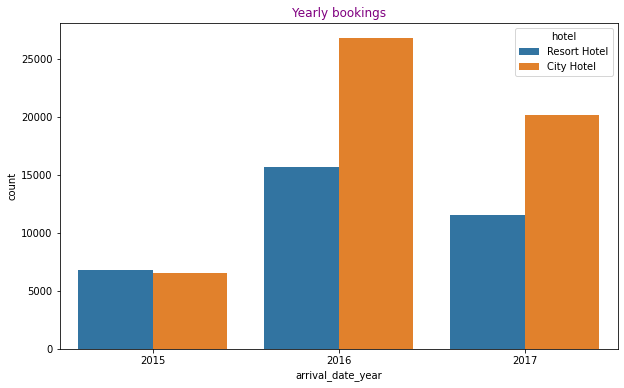 Yearly bookings
hotel
Resort Hotel
City Hotel
count
25000
20000
15000
10000
5000
0
2015
2016
2017
arrival_date_year